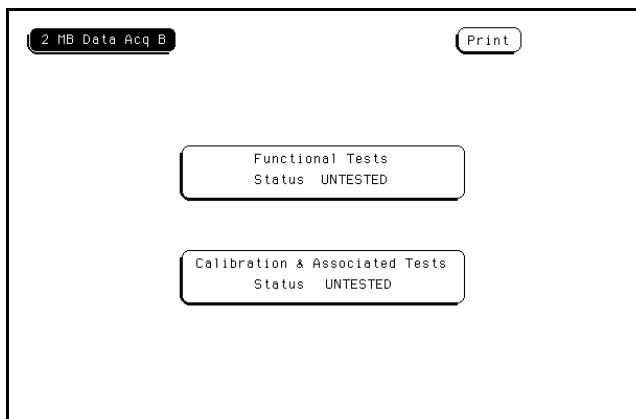 2 MB Data Acq B
Print
Functional Tests
Status UNTESTED
Calibration & Associated Tests
Status UNTESTED